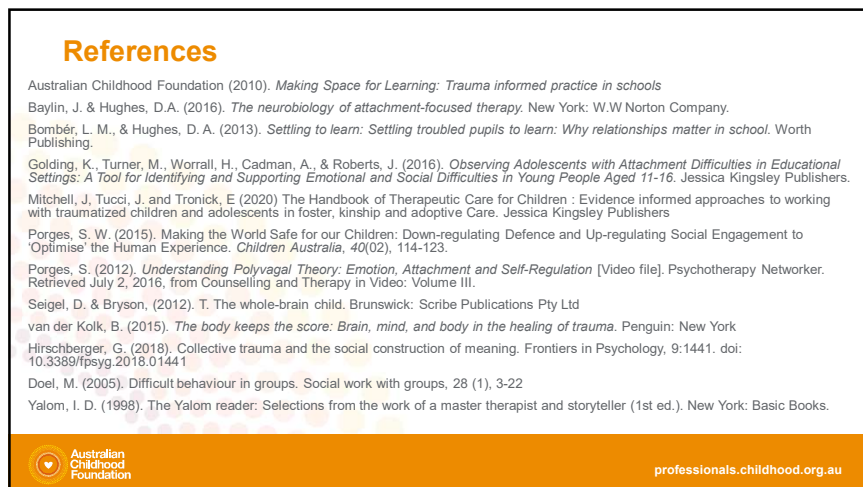 References
Australian Childhood Foundation (2010). Making Space for Learning: Trauma informed practice in schools
Baylin, J. & Hughes, D.A. (2016). The neurobiology of attachment-focused therapy. New York: W.W Norton Company.
Bombér, L. M., & Hughes, D. A. (2013). Settling to learn: Settling troubled pupils to learn: Why relationships matter in school. Worth
Publishing.
Golding, K., Turner, M., Worrall, H., Cadman, A., & Roberts, J. (2016). Observing Adolescents with Attachment Difficulties in Educational
Settings: A Tool for Identifying and Supporting Emotional and Social Difficulties in Young People Aged 11-16. Jessica Kingsley Publishers.
Mitchell, J, Tucci, J. and Tronick, E (2020) The Handbook of Therapeutic Care for Children : Evidence informed approaches to working
with traumatized children and adolescents in foster, kinship and adoptive Care. Jessica Kingsley Publishers
Porges, S. W. (2015). Making the World Safe for our Children: Down-regulating Defence and Up-regulating Social Engagement to
‘Optimise’ the Human Experience. Children Australia, 40(02), 114-123.
Porges, S. (2012). Understanding Polyvagal Theory: Emotion, Attachment and Self-Regulation [Video file]. Psychotherapy Networker.
Retrieved July 2, 2016, from Counselling and Therapy in Video: Volume III.
Seigel, D. & Bryson, (2012). T. The whole-brain child. Brunswick: Scribe Publications Pty Ltd
van der Kolk, B. (2015). The body keeps the score: Brain, mind, and body in the healing of trauma. Penguin: New York
Hirschberger, G. (2018). Collective trauma and the social construction of meaning. Frontiers in Psychology, 9:1441. doi:
10.3389/fpsyg.2018.01441
Doel, M. (2005). Difficult behaviour in groups. Social work with groups, 28 (1), 3-22
Yalom, I. D. (1998). The Yalom reader: Selections from the work of a master therapist and storyteller (1st ed.). New York: Basic Books.
Australian
Childhood
Foundation
professionals.childhood.org.au